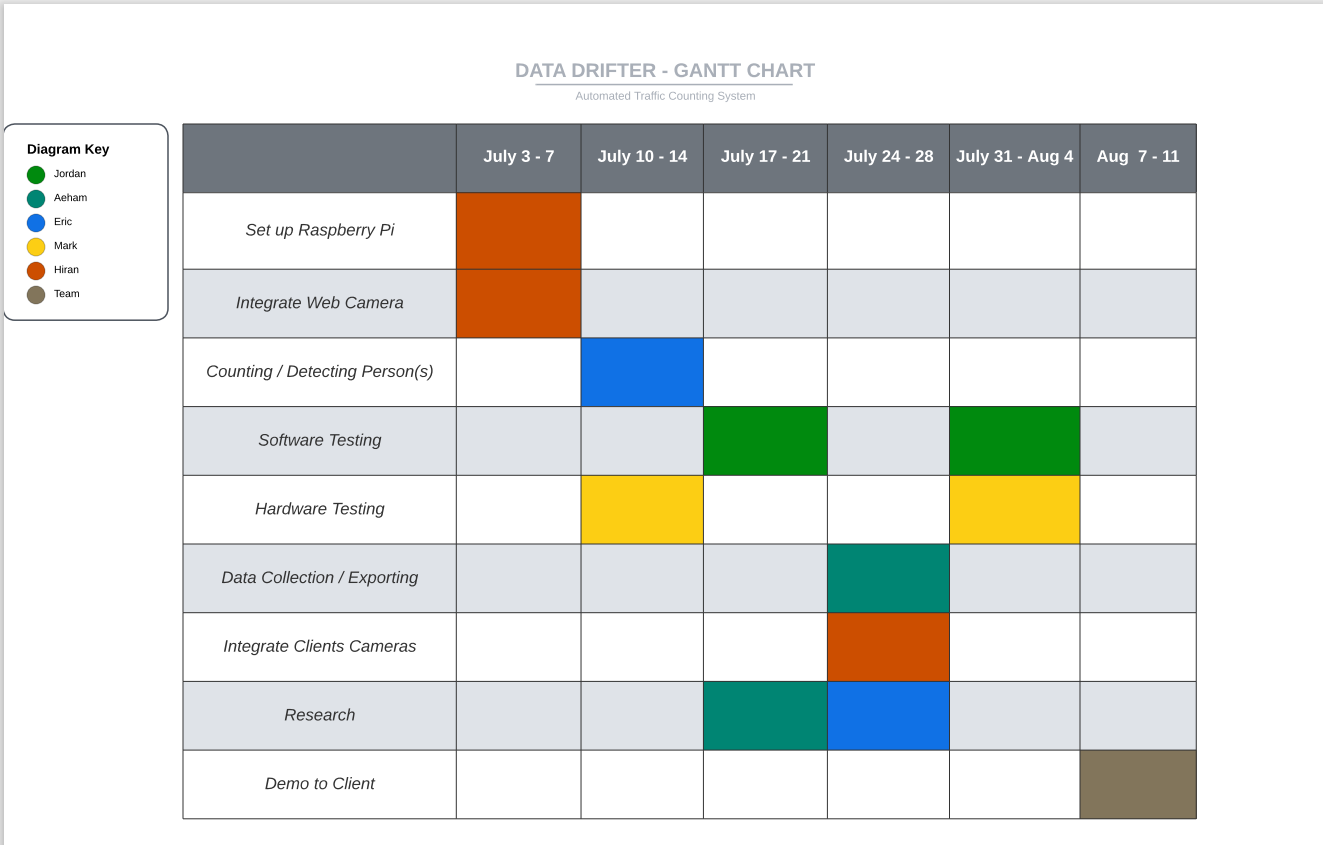 DATA DRIFTER - GANTT CHART
Automated Traffic Counting System
Diagram Key
Jordan
Aeham
Eric
Mark
Hiran
Team
July 3 - 7 July 10 - 14 July 17 - 21 July 24 - 28 July 31 - Aug 4 Aug  7 - 11
Set up Raspberry Pi
Integrate Web Camera
Counting / Detecting Person(s)
Software Testing
Hardware Testing
Data Collection / Exporting
Integrate Clients Cameras
Research
Demo to Client